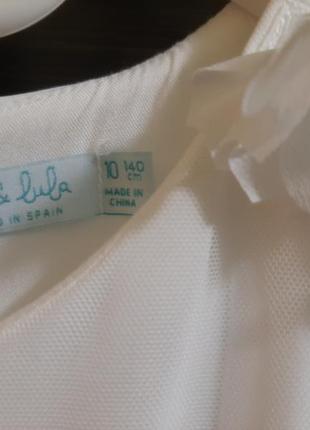 & lula
IN SPAIN
10 140
cm
MADE IN
CHINA